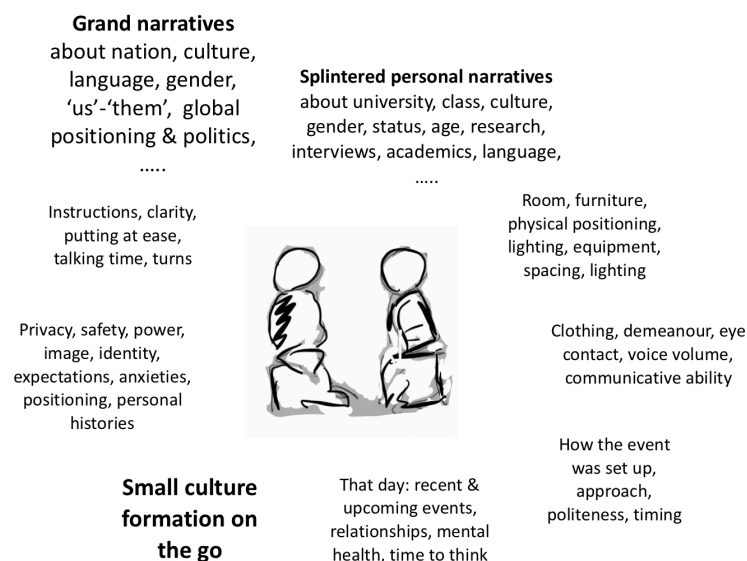 Grand narratives
about nation, culture,
language, gender,
‘us’-‘them’,  global
positioning & politics,
.....
Splintered personal narratives
about university, class, culture,
gender, status, age, research,
interviews, academics, language,
.....
Instructions, clarity,
putting at ease,
talking time, turns
Room, furniture,
physical positioning,
lighting, equipment,
spacing, lighting
Privacy, safety, power,
image, identity,
expectations, anxieties,
positioning, personal
histories
Clothing, demeanour, eye
contact, voice volume,
communicative ability
How the event
was set up,
approach,
politeness, timing
Small culture
formation on
the go
That day: recent &
upcoming events,
relationships, mental
health, time to think